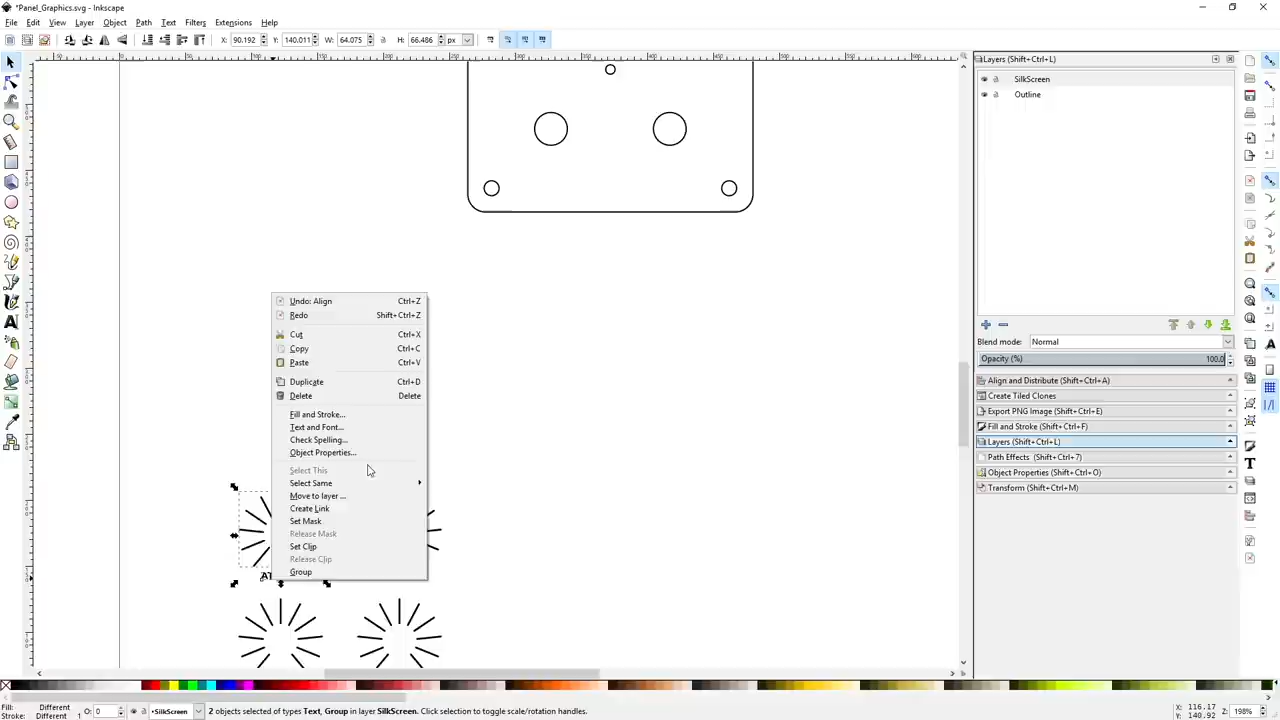 *Panel_Graphics.svg - Inkscape
File Edit View Layer Object Path Text Filters Extensions Help
X: 90.192 Y: 140.011 W: 64.075 H: 66.486 px
Layers (Shift+Ctrl+L)
SilkScreen
Outline
Undo: Align Ctrl+Z
Redo Shift+Ctrl+Z
Cut Ctrl+X
Copy Ctrl+C
Paste Ctrl+V
Duplicate Ctrl+D
Delete Delete
Fill and Stroke...
Text and Font...
Check Spelling...
Object Properties...
Select This
Select Same
Move to layer ...
Create Link
Set Mask
Release Mask
Set Clip
Release Clip
Group
Blend mode: Normal
Opacity (%) 100.0
Align and Distribute (Shift+Ctrl+A)
Create Tiled Clones
Export PNG Image (Shift+Ctrl+E)
Fill and Stroke (Shift+Ctrl+F)
Layers (Shift+Ctrl+L)
Path Effects (Shift+Ctrl+7)
Object Properties (Shift+Ctrl+O)
Transform (Shift+Ctrl+M)
Fill: Different
Stroke: Different 1
O: 0
•SilkScreen
2 objects selected of types Text, Group in layer SilkScreen. Click selection to toggle scale/rotation handles.
X: 116.17
Y: 140.92
Z: 198%